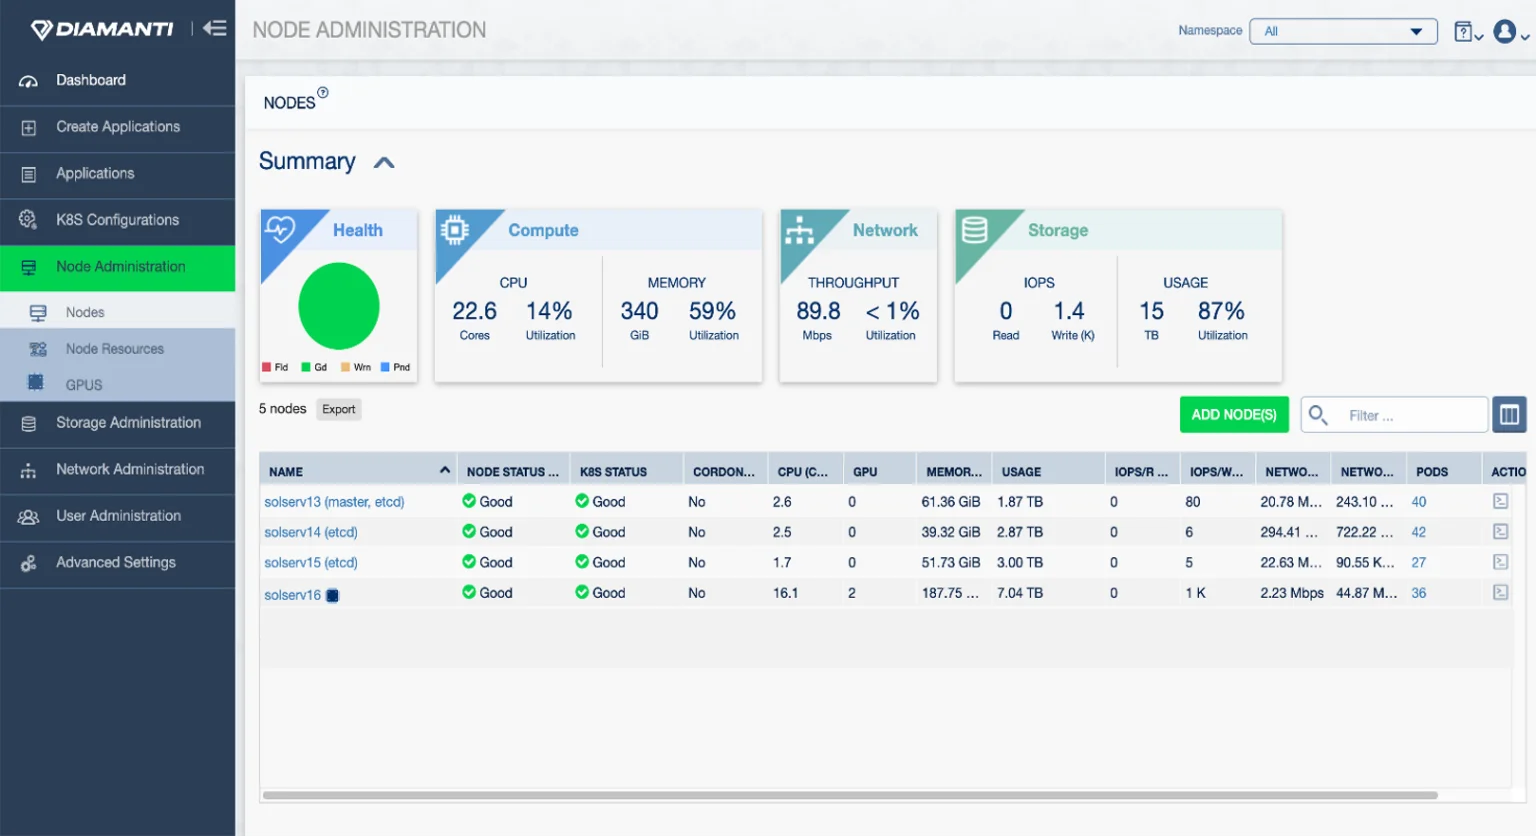 DIAMANTI
NODE ADMINISTRATION
Namespace All
Dashboard
Create Applications
Applications
K8S Configurations
Node Administration
Nodes
Node Resources
GPUS
Storage Administration
Network Administration
User Administration
Advanced Settings
NODES
Summary
Health
Fld Gd Wrn Pnd
Compute
CPU MEMORY
22.6 14% 340 59%
Cores Utilization GiB Utilization
Network
THROUGHPUT
89.8 < 1%
Mbps Utilization
Storage
IOPS USAGE
0 1.4 15 87%
Read Write (K) TB Utilization
5 nodes Export
ADD NODE(S) Filter ...
NAME NODE STATUS ... K8S STATUS CORDON... CPU (C... GPU MEMOR... USAGE IOPS/R ... IOPS/W... NETWO... NETWO... PODS ACTIO
solserv13 (master, etcd) Good Good No 2.6 0 61.36 GiB 1.87 TB 0 80 20.78 M... 243.10 ... 40
solserv14 (etcd) Good Good No 2.5 0 39.32 GiB 2.87 TB 0 6 294.41 ... 722.22 ... 42
solserv15 (etcd) Good Good No 1.7 0 51.73 GiB 3.00 TB 0 5 22.63 M... 90.55 K... 27
solserv16 Good Good No 16.1 2 187.75 ... 7.04 TB 0 1 K 2.23 Mbps 44.87 M... 36